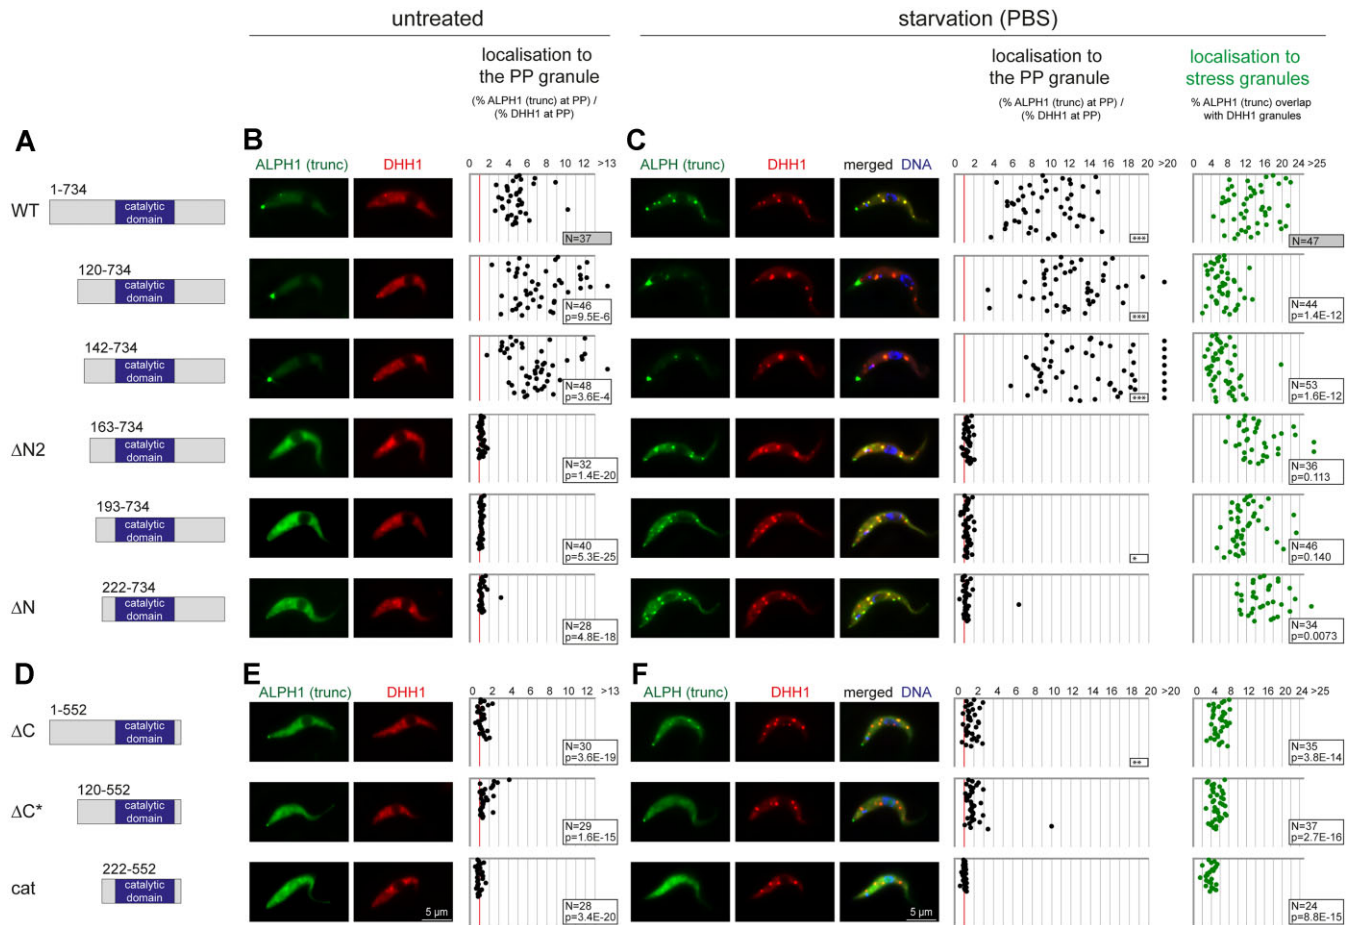 untreated
starvation (PBS)
localisation to
the PP granule
(% ALPH1 (trunc) at PP) /
(% DHH1 at PP)
localisation to
the PP granule
(% ALPH1 (trunc) at PP) /
(% DHH1 at PP)
localisation to
stress granules
% ALPH1 (trunc) overlap
with DHH1 granules
A
B
C
ALPH1 (trunc) DHH1 0 2 4 6 8 10 12 >13
ALPH (trunc) DHH1 merged DNA 0 2 4 6 8 10 12 14 16 18 20 >20
0 4 8 12 16 20 24 >25
1-734
WT
catalytic
domain
N=37
***
N=47
120-734
catalytic
domain
N=46
p=9.5E-6
***
N=44
p=1.4E-12
142-734
catalytic
domain
N=48
p=3.6E-4
***
N=53
p=1.6E-12
163-734
ΔN2
catalytic
domain
N=32
p=1.4E-20
N=36
p=0.113
193-734
catalytic
domain
N=40
p=5.3E-25
*
N=46
p=0.140
222-734
ΔN
catalytic
domain
N=28
p=4.8E-18
N=34
p=0.0073
D
E
F
ALPH1 (trunc) DHH1 0 2 4 6 8 10 12 >13
ALPH (trunc) DHH1 merged DNA 0 2 4 6 8 10 12 14 16 18 20 >20
0 4 8 12 16 20 24 >25
1-552
ΔC
catalytic
domain
N=30
p=3.6E-19
**
N=35
p=3.8E-14
120-552
ΔC*
catalytic
domain
N=29
p=1.6E-15
N=37
p=2.7E-16
222-552
cat
catalytic
domain
5 µm
N=28
p=3.4E-20
5 µm
N=24
p=8.8E-15